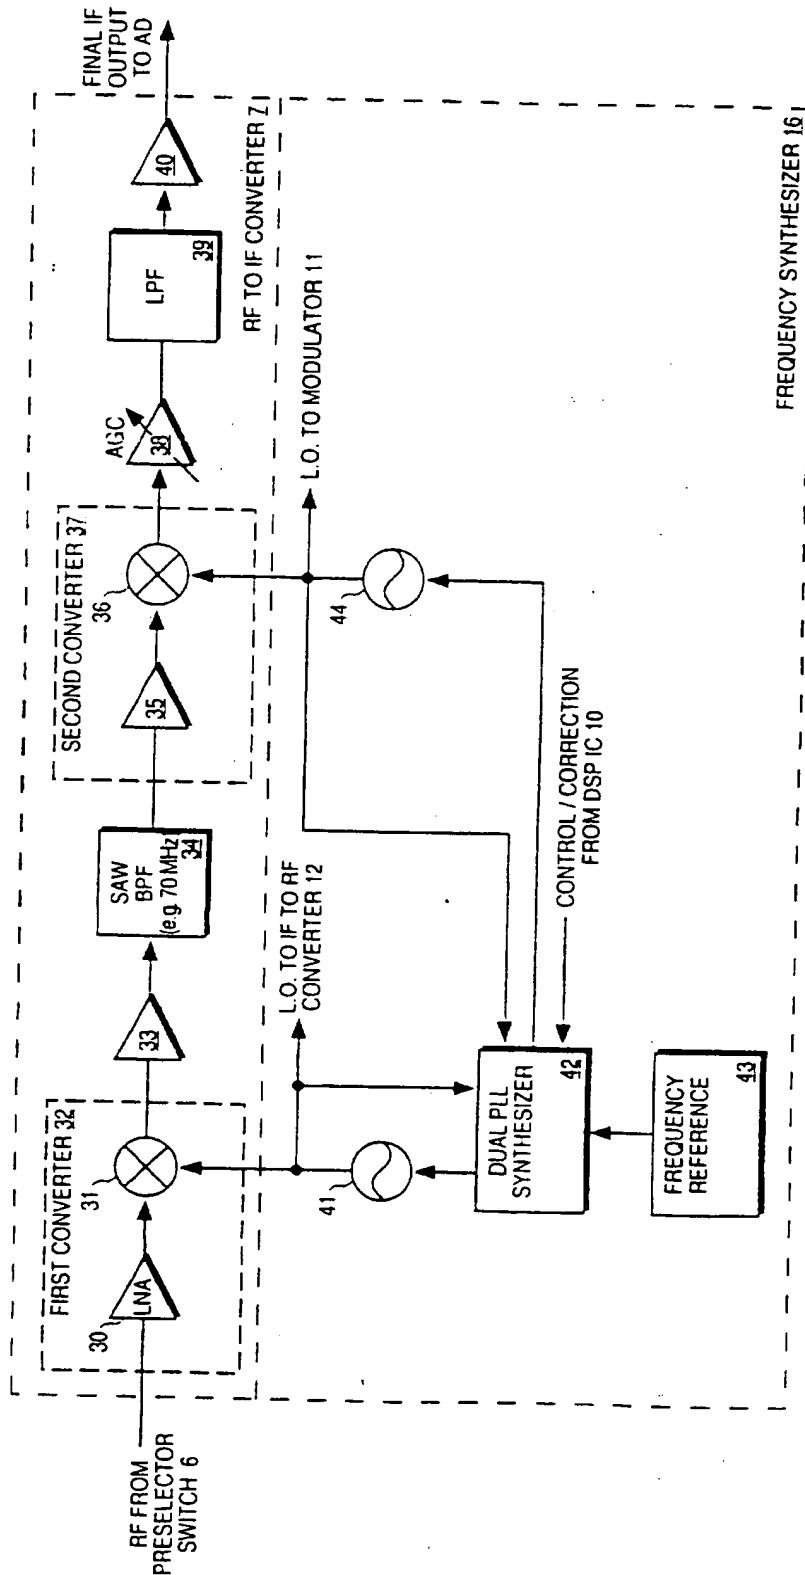 RF FROM
PRESELECTOR
SWITCH 6
FIRST CONVERTER 32
30
LNA
31
33
SAW
BPF
(e.g. 70 MHz)
34
SECOND CONVERTER 37
35
36
AGC
38
LPF
39
40
FINAL IF
OUTPUT
TO AD
RF TO IF CONVERTER 7
L.O. TO IF TO RF
CONVERTER 12
L.O. TO MODULATOR 11
41
44
DUAL PLL
SYNTHESIZER
42
CONTROL / CORRECTION
FROM DSP IC 10
FREQUENCY
REFERENCE
43
FREQUENCY SYNTHESIZER 16